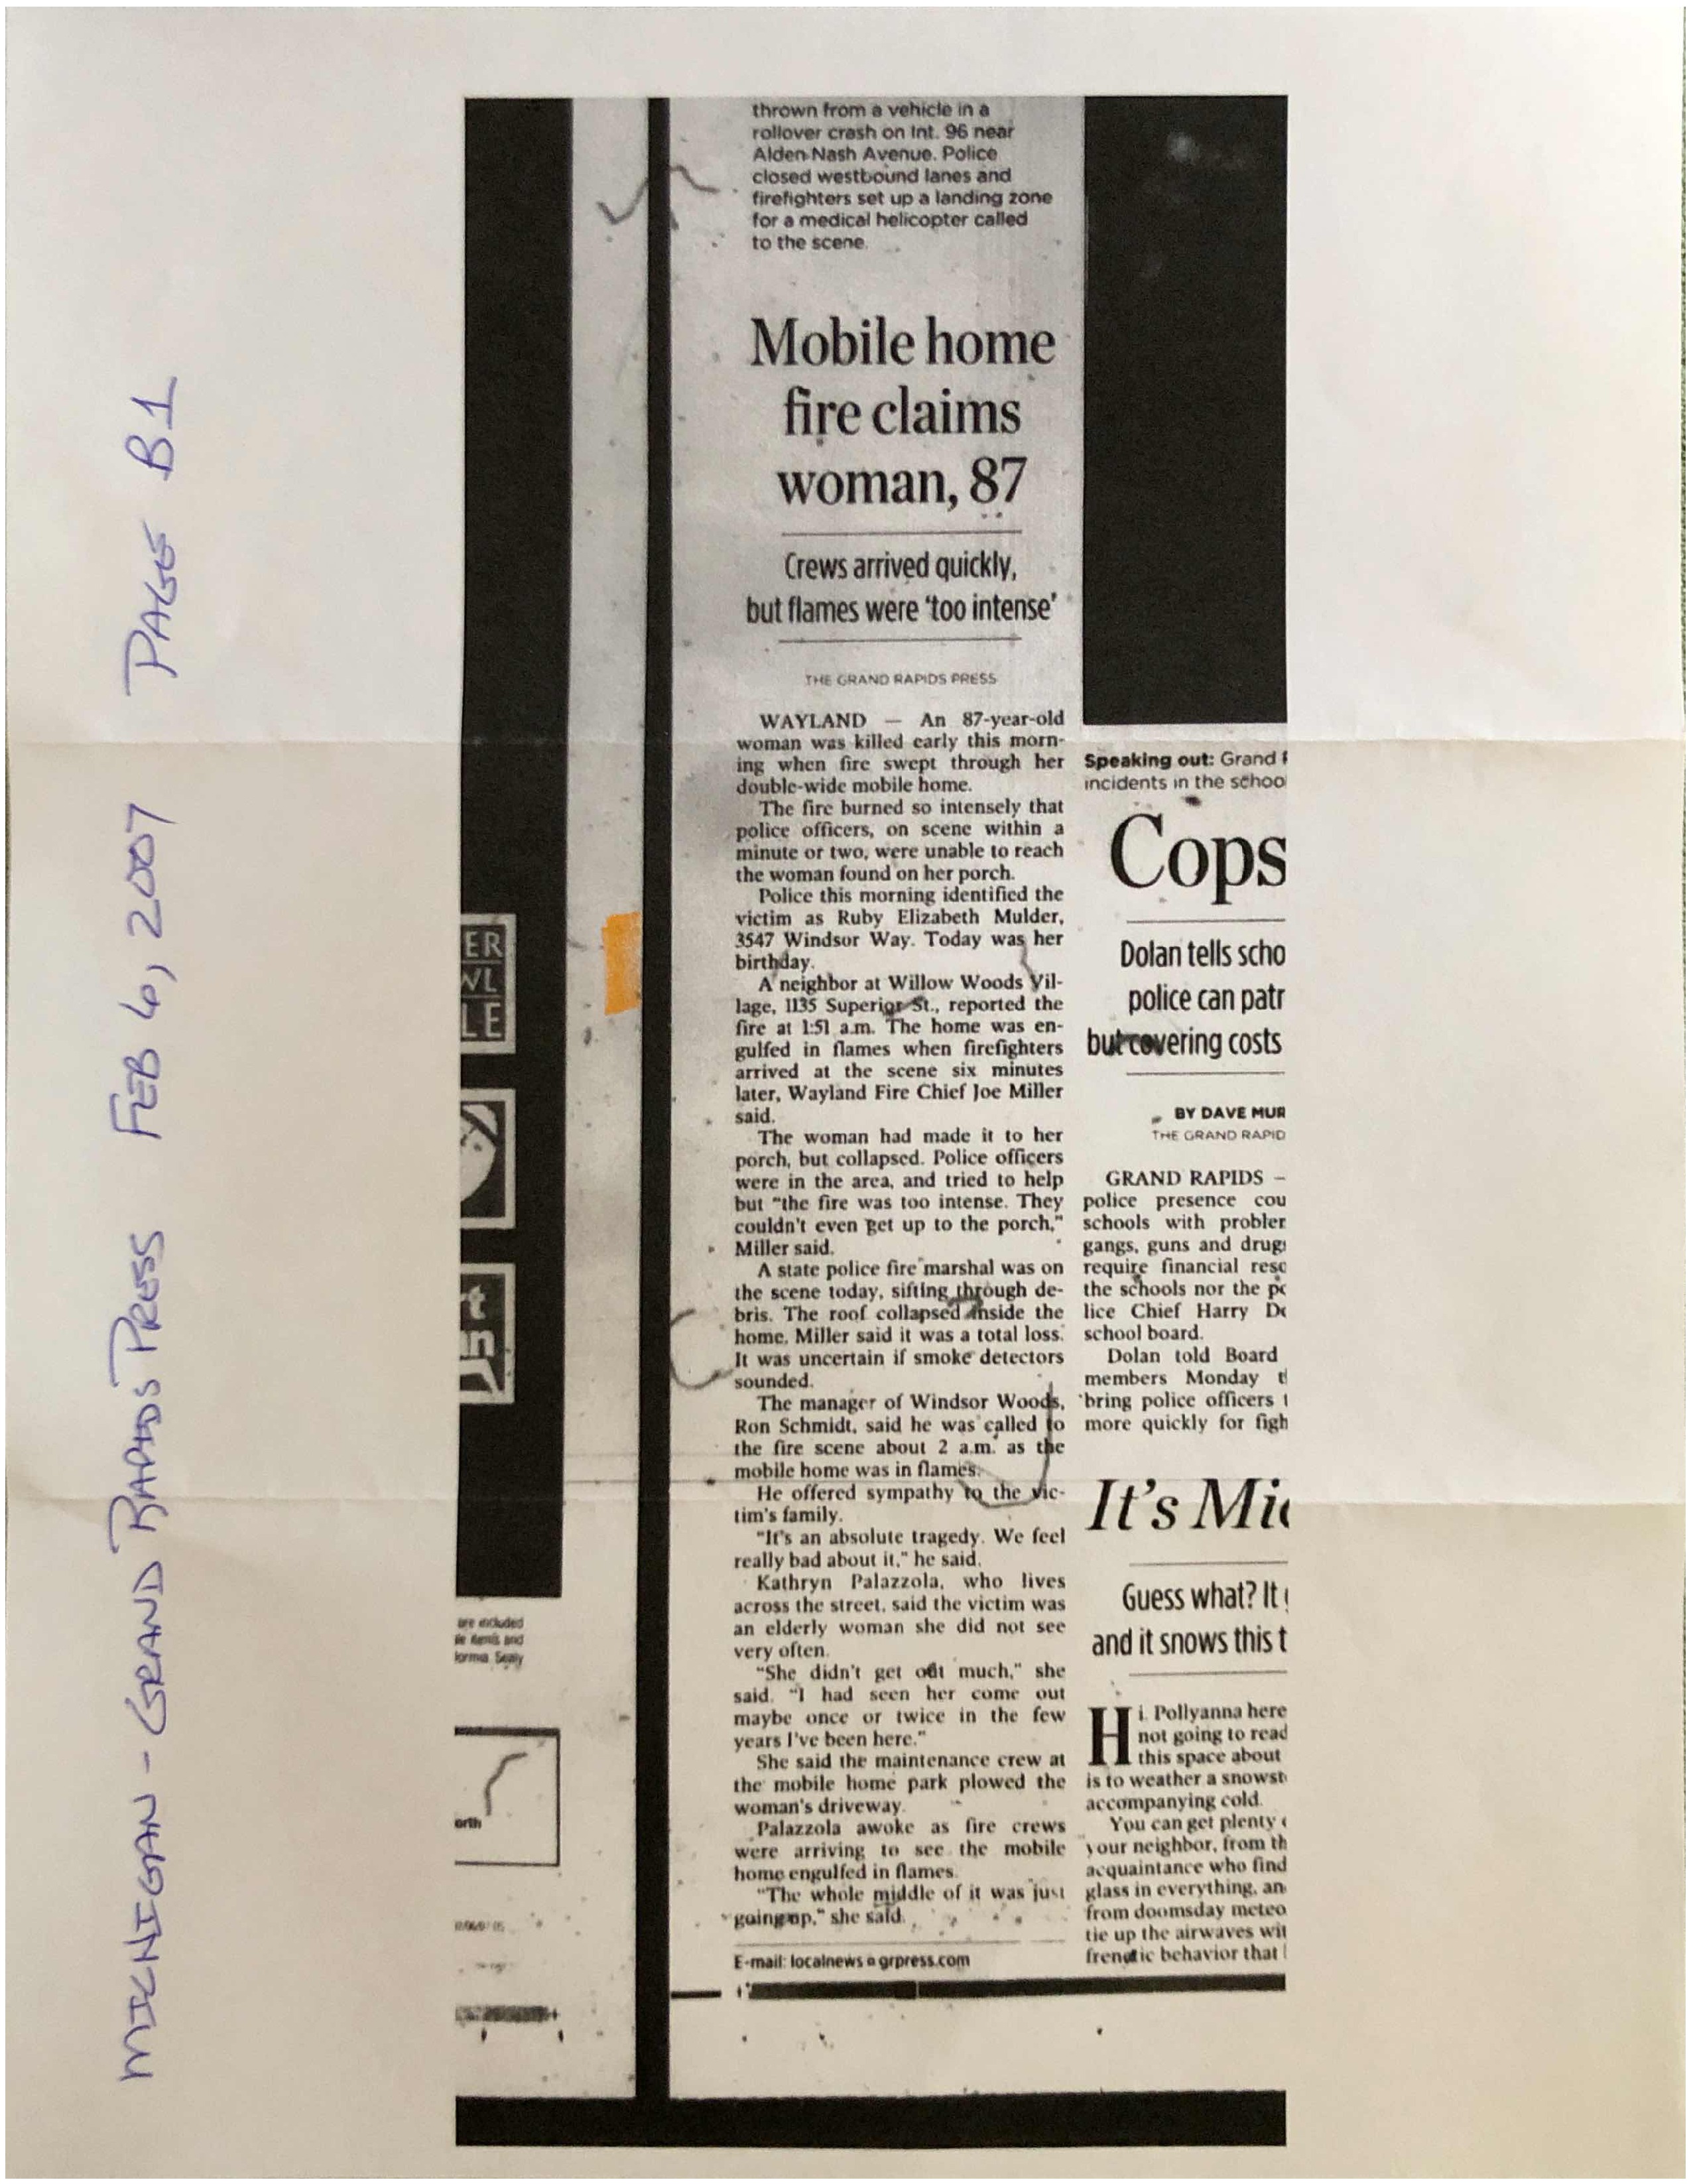 MICHIGAN - GRAND RAPIDS PRESS FEB 6, 2007 PAGE B1
thrown from a vehicle in a
rollover crash on Int. 96 near
Alden Nash Avenue. Police
closed westbound lanes and
firefighters set up a landing zone
for a medical helicopter called
to the scene.
Mobile home
fire claims
woman, 87
Crews arrived quickly,
but flames were ‘too intense’
THE GRAND RAPIDS PRESS
WAYLAND — An 87-year-old
woman was killed early this morn-
ing when fire swept through her
double-wide mobile home.
The fire burned so intensely that
police officers, on scene within a
minute or two, were unable to reach
the woman found on her porch.
Police this morning identified the
victim as Ruby Elizabeth Mulder,
3547 Windsor Way. Today was her
birthday.
A neighbor at Willow Woods Vil-
lage, 1135 Superior St., reported the
fire at 1:51 a.m. The home was en-
gulfed in flames when firefighters
arrived at the scene six minutes
later, Wayland Fire Chief Joe Miller
said.
The woman had made it to her
porch, but collapsed. Police officers
were in the area, and tried to help
but "the fire was too intense. They
couldn't even get up to the porch,"
Miller said.
A state police fire marshal was on
the scene today, sifting through de-
bris. The roof collapsed inside the
home. Miller said it was a total loss.
It was uncertain if smoke detectors
sounded.
The manager of Windsor Woods,
Ron Schmidt, said he was called to
the fire scene about 2 a.m. as the
mobile home was in flames.
He offered sympathy to the vic-
tim's family.
"It's an absolute tragedy. We feel
really bad about it," he said.
Kathryn Palazzola, who lives
across the street, said the victim was
an elderly woman she did not see
very often.
"She didn't get out much," she
said. "I had seen her come out
maybe once or twice in the few
years I've been here."
She said the maintenance crew at
the mobile home park plowed the
woman's driveway.
Palazzola awoke as fire crews
were arriving to see the mobile
home engulfed in flames.
"The whole middle of it was just
going up," she said.
E-mail: localnews@grpress.com
Speaking out: Grand
incidents in the schoo
Cops
Dolan tells scho
police can patr
but covering costs
BY DAVE MUR
THE GRAND RAPID
GRAND RAPIDS –
police presence cou
schools with probler
gangs, guns and drug
require financial resc
the schools nor the po
lice Chief Harry Do
school board.
Dolan told Board
members Monday t
bring police officers t
more quickly for figh
It's Mic
Guess what? It
and it snows this t
Hi. Pollyanna here
not going to read
this space about
is to weather a snowst
accompanying cold.
You can get plenty
your neighbor, from th
acquaintance who find
glass in everything, an
from doomsday meteo
tie up the airwaves wit
frenetic behavior that
ER
WL
LE
are included
orth